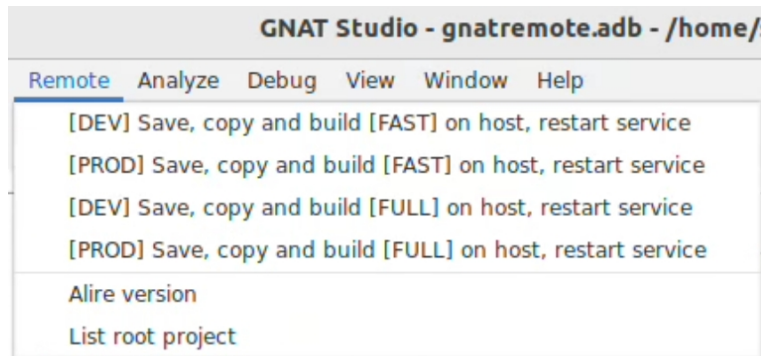 GNAT Studio - gnatremote.adb - /home/
Remote Analyze Debug View Window Help
[DEV] Save, copy and build [FAST] on host, restart service
[PROD] Save, copy and build [FAST] on host, restart service
[DEV] Save, copy and build [FULL] on host, restart service
[PROD] Save, copy and build [FULL] on host, restart service
Alire version
List root project